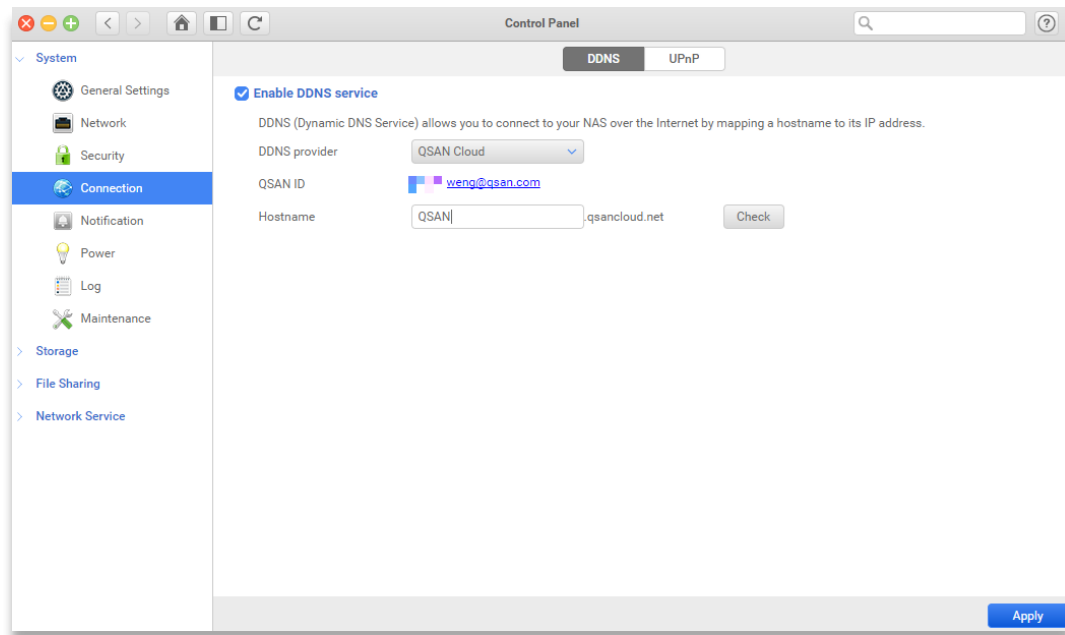 Control Panel
System
General Settings
Network
Security
Connection
Notification
Power
Log
Maintenance
Storage
File Sharing
Network Service
DDNS UPnP
Enable DDNS service
DDNS (Dynamic DNS Service) allows you to connect to your NAS over the Internet by mapping a hostname to its IP address.
DDNS provider QSAN Cloud
QSAN ID weng@qsan.com
Hostname QSAN .qsancloud.net Check
Apply